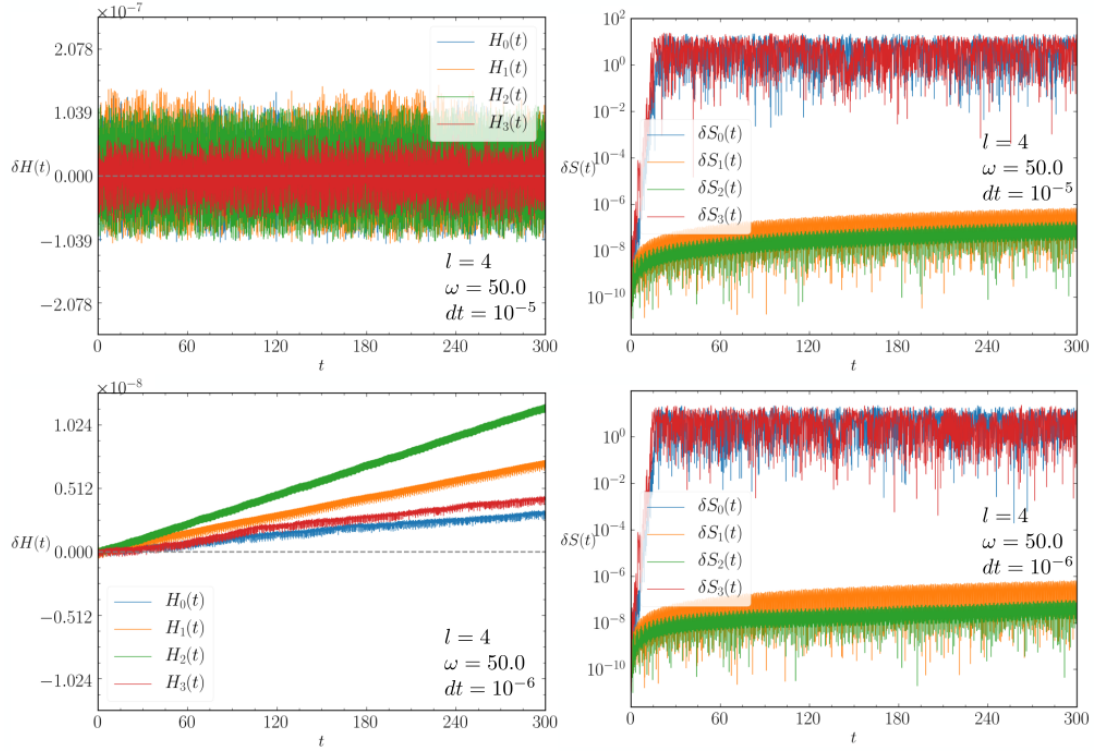 ×10⁻⁷
2.078
1.039
0.000
−1.039
−2.078
δH(t)
H₀(t)
H₁(t)
H₂(t)
H₃(t)
l = 4
ω = 50.0
dt = 10⁻⁵
0 60 120 180 240 300
t
10²
10⁰
10⁻²
10⁻⁴
10⁻⁶
10⁻⁸
10⁻¹⁰
δS(t)
δS₀(t)
δS₁(t)
δS₂(t)
δS₃(t)
l = 4
ω = 50.0
dt = 10⁻⁵
0 60 120 180 240 300
t
×10⁻⁸
1.024
0.512
0.000
−0.512
−1.024
δH(t)
H₀(t)
H₁(t)
H₂(t)
H₃(t)
l = 4
ω = 50.0
dt = 10⁻⁶
0 60 120 180 240 300
t
10⁰
10⁻²
10⁻⁴
10⁻⁶
10⁻⁸
10⁻¹⁰
δS(t)
δS₀(t)
δS₁(t)
δS₂(t)
δS₃(t)
l = 4
ω = 50.0
dt = 10⁻⁶
0 60 120 180 240 300
t